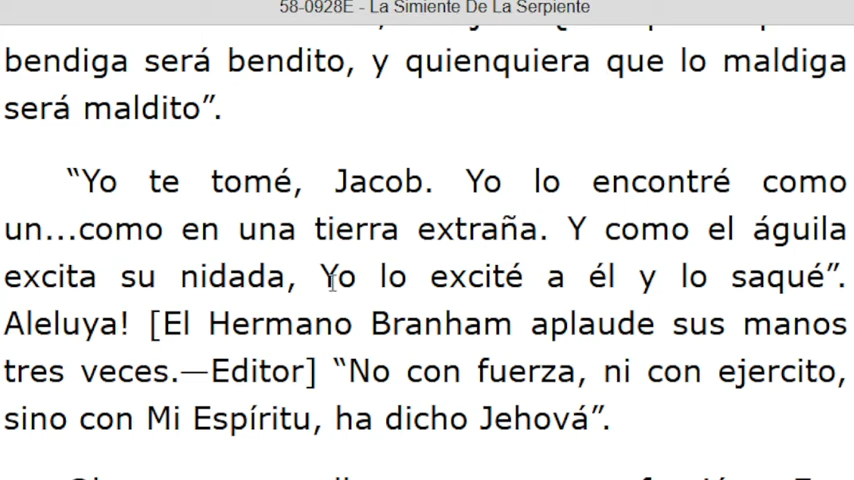 58-0928E - La Simiente De La Serpiente
bendiga será bendito, y quienquiera que lo maldiga
será maldito”.
“Yo te tomé, Jacob. Yo lo encontré como
un...como en una tierra extraña. Y como el águila
excita su nidada, Yo lo excité a él y lo saqué”.
Aleluya! [El Hermano Branham aplaude sus manos
tres veces.—Editor] “No con fuerza, ni con ejercito,
sino con Mi Espíritu, ha dicho Jehová”.